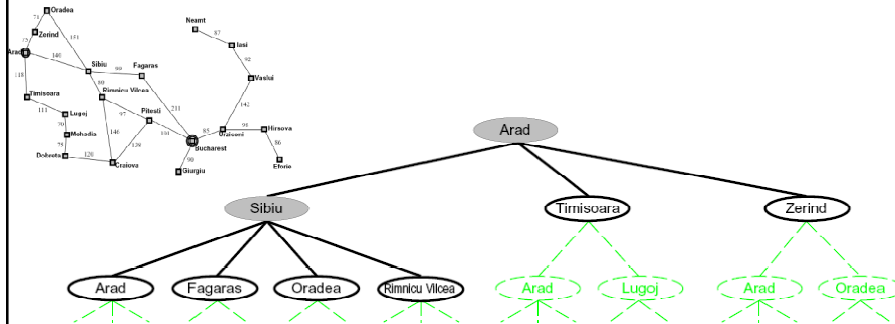 Oradea
71
Neamt
Zerind
87
151
75
Iasi
Arad
140
92
Sibiu
99
Fagaras
118
Vaslui
80
Timisoara
Rimnicu Vilcea
111
Lugoj
97
Pitesti
211
142
70
146
85
98
Hirsova
Mehadia
101
Urziceni
75
138
86
Bucharest
Dobreta
120
90
Craiova
Giurgiu
Eforie
Arad
Sibiu
Timisoara
Zerind
Arad
Fagaras
Oradea
Rimnicu Vilcea
Arad
Lugoj
Arad
Oradea